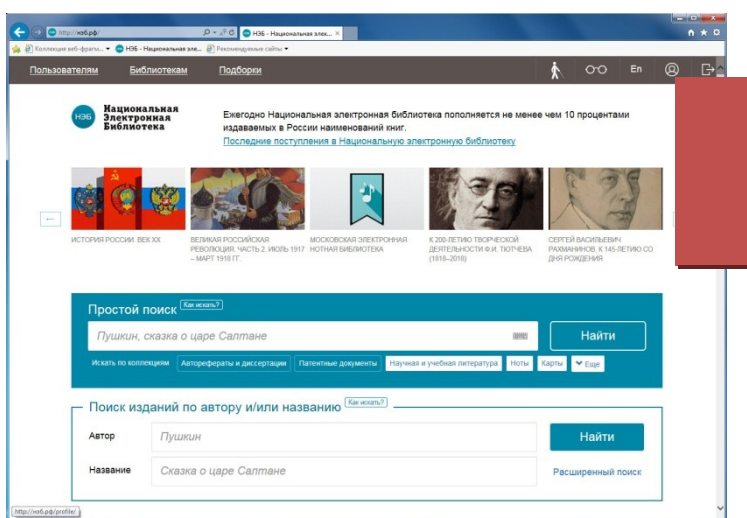 http://нэб.рф/
НЭБ - Национальная элек...
Коллекция веб-фрагм...
НЭБ - Национальная эле...
Рекомендуемые сайты
Пользователям Библиотекам Подборки En
НЭБ
Национальная
Электронная
Библиотека
Ежегодно Национальная электронная библиотека пополняется не менее чем 10 процентами
издаваемых в России наименований книг.
Последние поступления в Национальную электронную библиотеку
ИСТОРИЯ РОССИИ. ВЕК XX
ВЕЛИКАЯ РОССИЙСКАЯ
РЕВОЛЮЦИЯ. ЧАСТЬ 2. ИЮЛЬ 1917
– МАРТ 1918 ГГ.
МОСКОВСКАЯ ЭЛЕКТРОННАЯ
НОТНАЯ БИБЛИОТЕКА
К 200-ЛЕТИЮ ТВОРЧЕСКОЙ
ДЕЯТЕЛЬНОСТИ Ф.И. ТЮТЧЕВА
(1818–2018)
СЕРГЕЙ ВАСИЛЬЕВИЧ
РАХМАНИНОВ. К 145-ЛЕТИЮ СО
ДНЯ РОЖДЕНИЯ
Простой поиск Как искать?
Пушкин, сказка о царе Салтане Найти
Искать по коллекциям Авторефераты и диссертации Патентные документы Научная и учебная литература Ноты Карты Еще
Поиск изданий по автору и/или названию Как искать?
Автор Пушкин Найти
Название Сказка о царе Салтане Расширенный поиск
http://нэб.рф/profile/